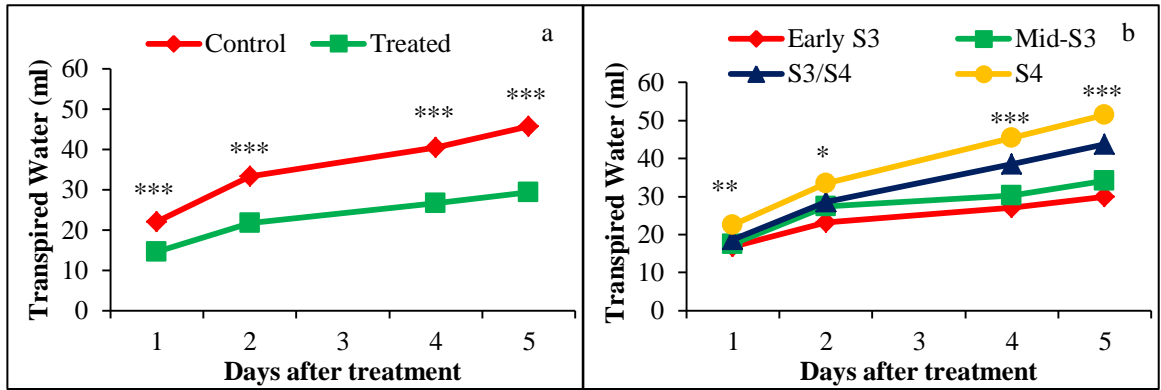 Control Treated a
Transpired Water (ml)
60
50
40
30
20
10
0
***
***
***
***
1 2 3 4 5
Days after treatment
Early S3 Mid-S3 b
S3/S4 S4
Transpired Water (ml)
60
50
40
30
20
10
0
**
*
***
***
1 2 3 4 5
Days after treatment